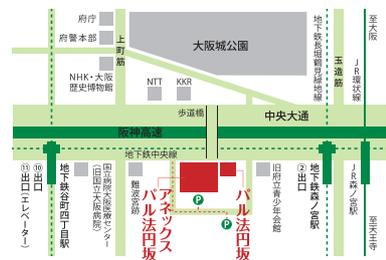 府庁
府警本部
上町筋
大阪城公園
NHK・大阪
歴史博物館
NTT
KKR
地下鉄長堀鶴見緑地線
玉造筋
JR環状線
至大阪
歩道橋
中央大通
阪神高速
地下鉄中央線
⑪出口(エレベーター)
⑩出口
地下鉄谷町四丁目駅
国立病院大阪医療センター
(旧国立大阪病院)
難波宮跡
アネックス
パル法円坂
P
P
パル法円坂
旧府立青少年会館
②出口
地下鉄森ノ宮駅
JR森ノ宮駅
至天王寺